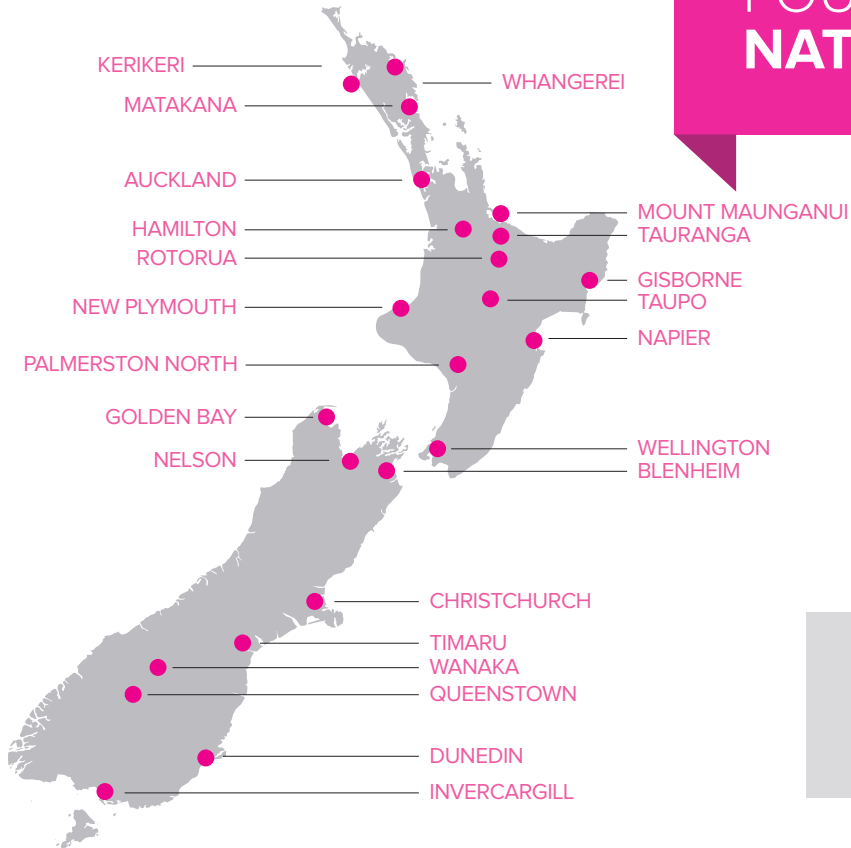 NAT
KERIKERI
WHANGEREI
MATAKANA
AUCKLAND
HAMILTON
ROTORUA
NEW PLYMOUTH
PALMERSTON NORTH
GOLDEN BAY
NELSON
MOUNT MAUNGANUI
TAURANGA
GISBORNE
TAUPO
NAPIER
WELLINGTON
BLENHEIM
CHRISTCHURCH
TIMARU
WANAKA
QUEENSTOWN
DUNEDIN
INVERCARGILL